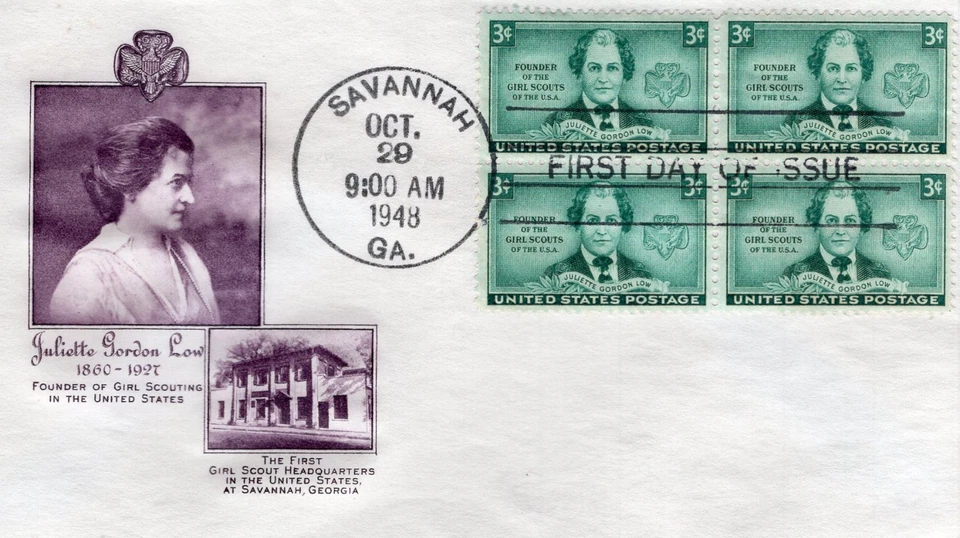 Juliette Gordon Low
1860-1927
FOUNDER OF GIRL SCOUTING
IN THE UNITED STATES
THE FIRST
GIRL SCOUT HEADQUARTERS
IN THE UNITED STATES,
AT SAVANNAH, GEORGIA
SAVANNAH
OCT.
29
9:00 AM
1948
GA.
3¢ 3¢
FOUNDER
OF THE
GIRL SCOUTS
OF THE U.S.A.
JULIETTE GORDON LOW
UNITED STATES POSTAGE
3¢ 3¢
FOUNDER
OF THE
GIRL SCOUTS
OF THE U.S.A.
JULIETTE GORDON LOW
UNITED STATES POSTAGE
FIRST DAY OF ISSUE
3¢ 3¢
FOUNDER
OF THE
GIRL SCOUTS
OF THE U.S.A.
JULIETTE GORDON LOW
UNITED STATES POSTAGE
3¢ 3¢
FOUNDER
OF THE
GIRL SCOUTS
OF THE U.S.A.
JULIETTE GORDON LOW
UNITED STATES POSTAGE